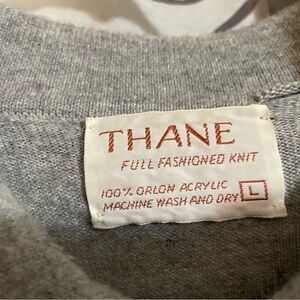 THANE
FULL FASHIONED KNIT
100% ORLON ACRYLIC
MACHINE WASH AND DRY L